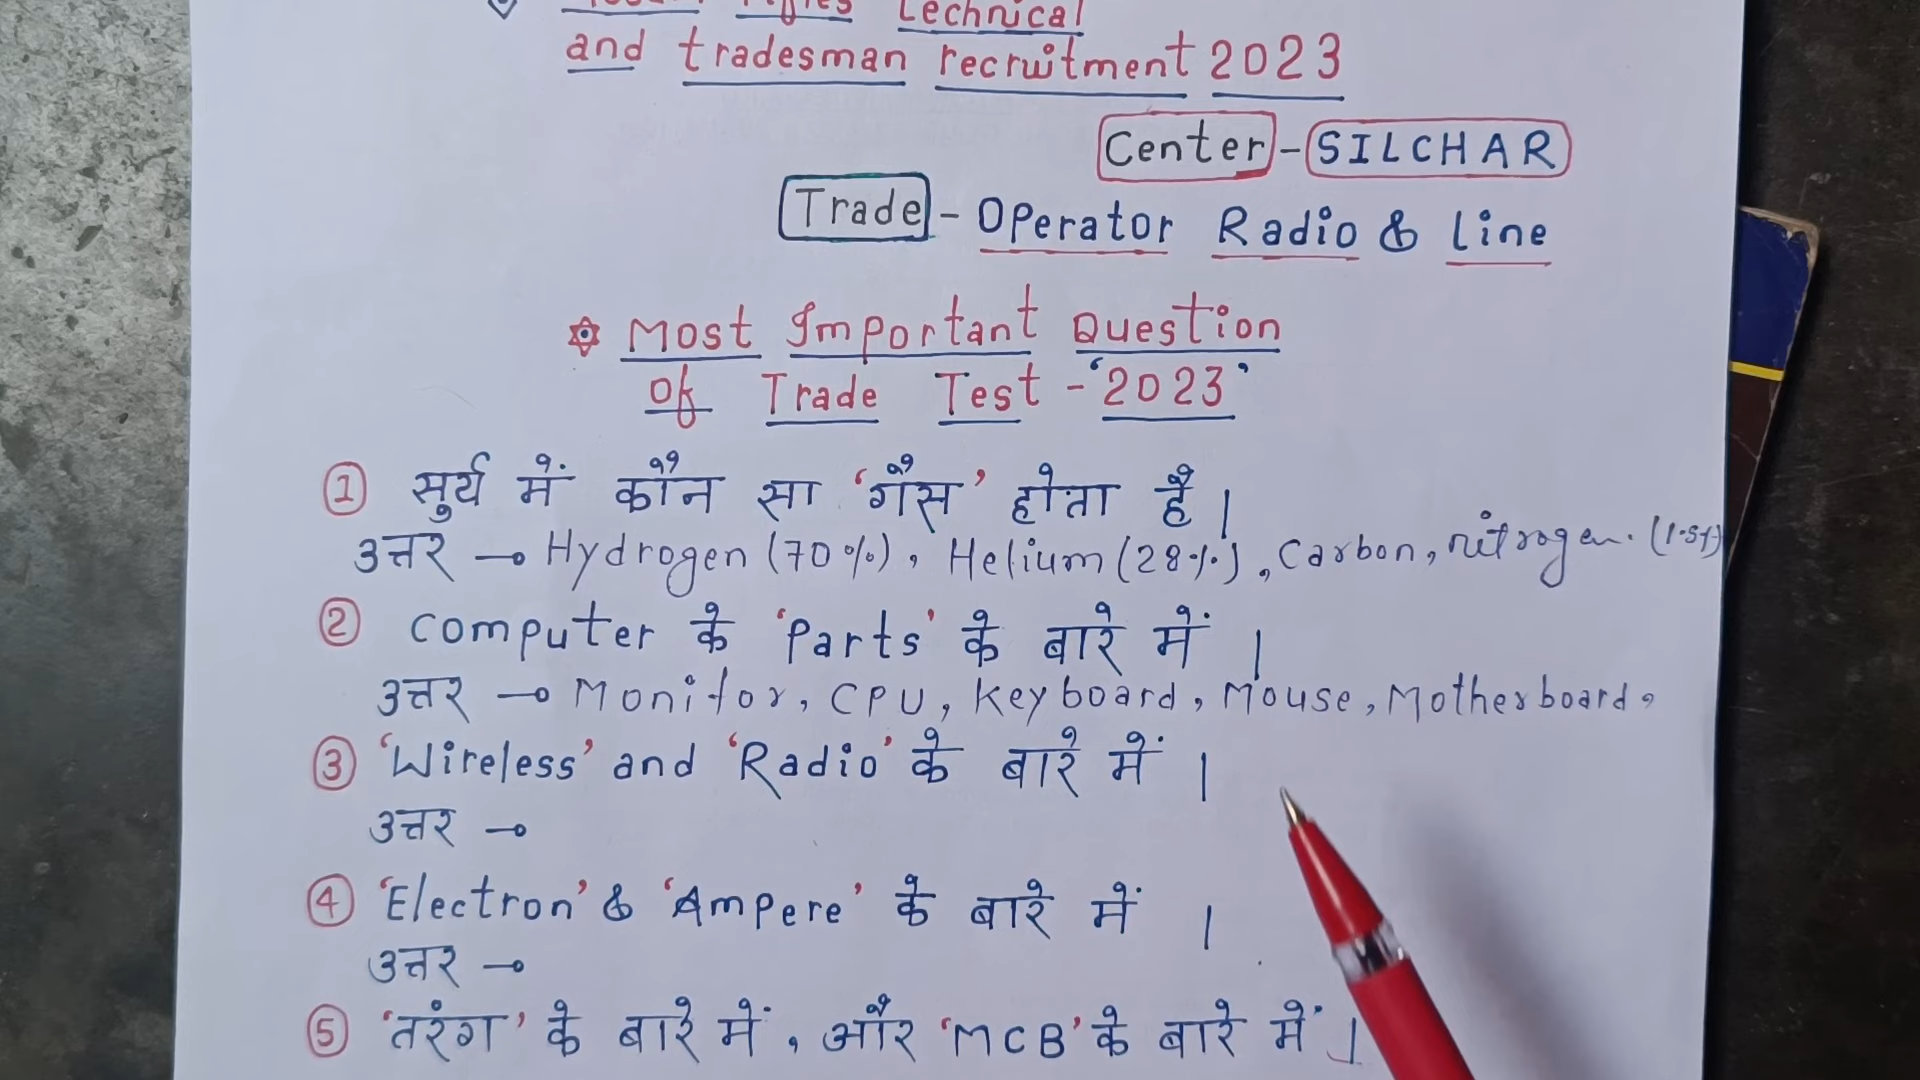 technical
and tradesman recruitment 2023
Center - SILCHAR
Trade - Operator Radio & Line
Most Important Question
of Trade Test - '2023'
1 सुर्य में कौन सा 'गैस' होता है |
उत्तर → Hydrogen (70%), Helium (28%), Carbon, nitrogen. (1.5%)
2 Computer के 'Parts' के बारे में |
उत्तर → Monitor, CPU, Keyboard, Mouse, Motherboard,
3 'Wireless' and 'Radio' के बारे में |
उत्तर →
4 'Electron' & 'Ampere' के बारे में |
उत्तर →
5 'तरंग' के बारे में, और 'MCB' के बारे में |